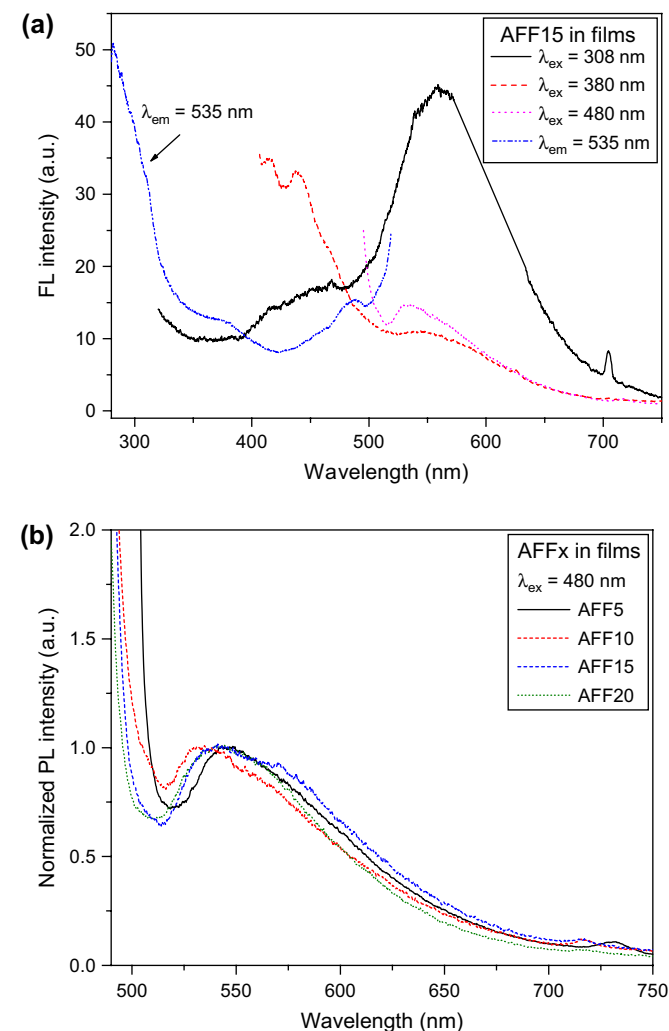 (a)
AFF15 in films
λex = 308 nm
λex = 380 nm
λex = 480 nm
λem = 535 nm
λem = 535 nm
FL intensity (a.u.)
50
40
30
20
10
0
300 400 500 600 700
Wavelength (nm)
(b)
AFFx in films
λex = 480 nm
AFF5
AFF10
AFF15
AFF20
Normalized PL intensity (a.u.)
2.0
1.5
1.0
0.5
0.0
500 550 600 650 700 750
Wavelength (nm)